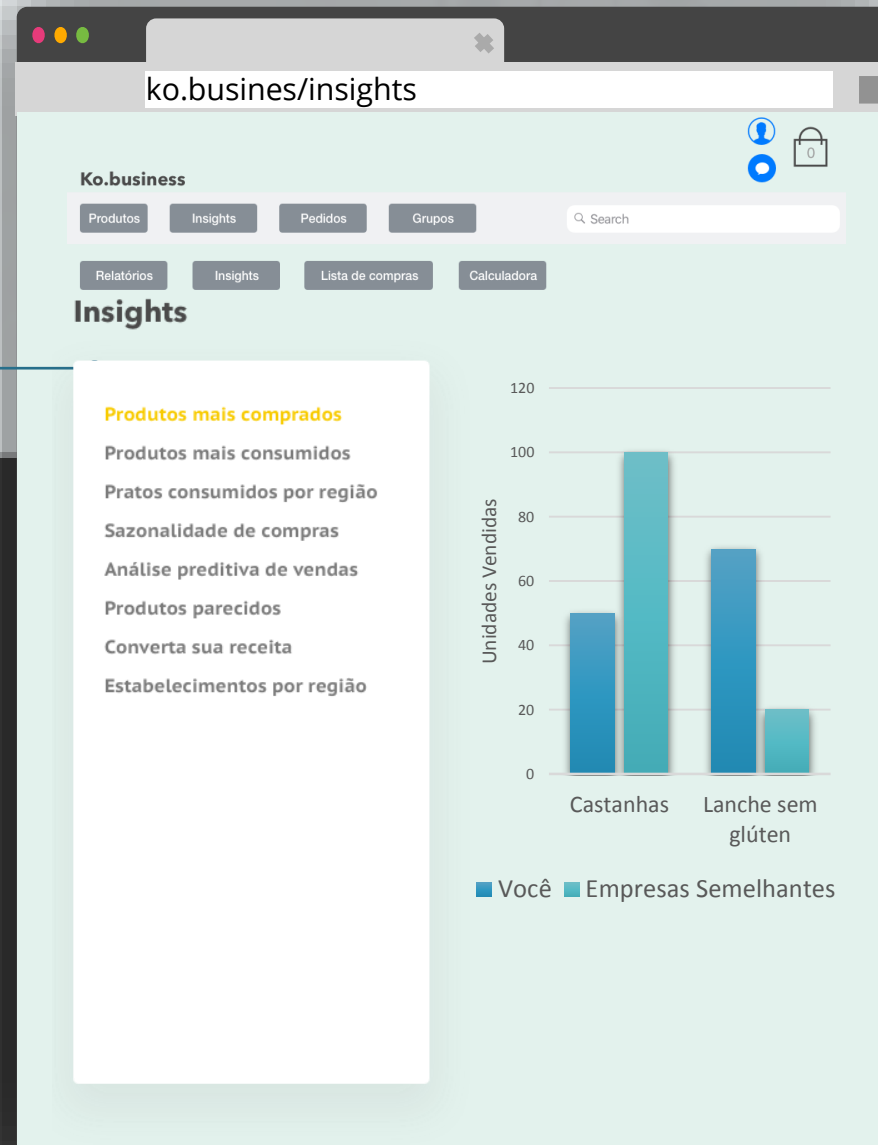 ko.busines/insights
0
Ko.business
Produtos Insights Pedidos Grupos Search
Relatórios Insights Lista de compras Calculadora
Insights
Produtos mais comprados
Produtos mais consumidos
Pratos consumidos por região
Sazonalidade de compras
Análise preditiva de vendas
Produtos parecidos
Converta sua receita
Estabelecimentos por região
Unidades Vendidas
120
100
80
60
40
20
0
Castanhas
Lanche sem
glúten
Você Empresas Semelhantes